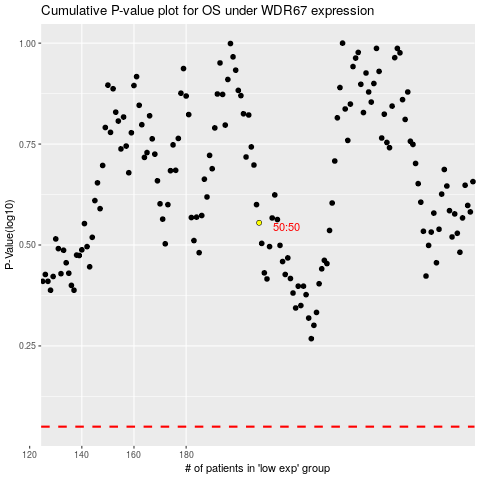 Cumulative P-value plot for OS under WDR67 expression
P-Value(log10)
1.00
0.75
0.50
0.25
50:50
120 140 160 180
# of patients in 'low exp' group